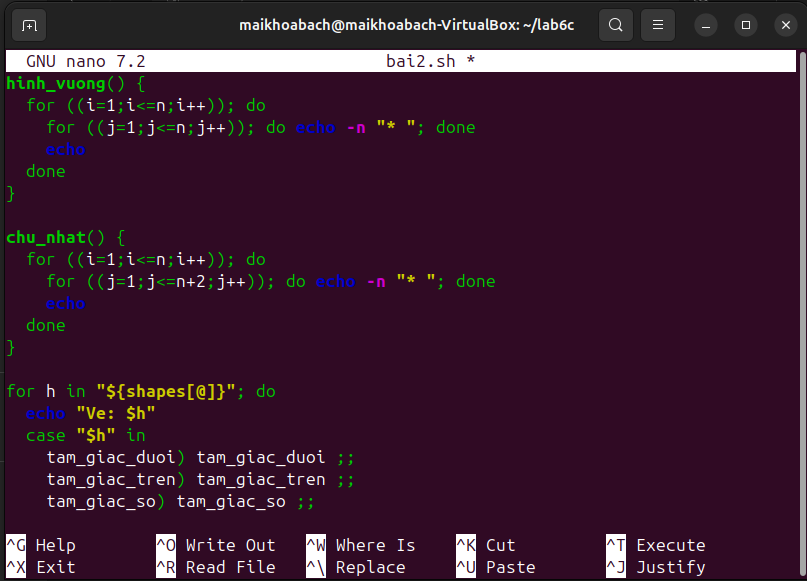 maikhoabach@maikhoabach-VirtualBox: ~/lab6c
GNU nano 7.2 bai2.sh *
hinh_vuong() {
  for ((i=1;i<=n;i++)); do
    for ((j=1;j<=n;j++)); do echo -n "* "; done
    echo
  done
}

chu_nhat() {
  for ((i=1;i<=n;i++)); do
    for ((j=1;j<=n+2;j++)); do echo -n "* "; done
    echo
  done
}

for h in "${shapes[@]}"; do
  echo "Ve: $h"
  case "$h" in
    tam_giac_duoi) tam_giac_duoi ;;
    tam_giac_tren) tam_giac_tren ;;
    tam_giac_so) tam_giac_so ;;

^G Help ^O Write Out ^W Where Is ^K Cut ^T Execute
^X Exit ^R Read File ^\ Replace ^U Paste ^J Justify